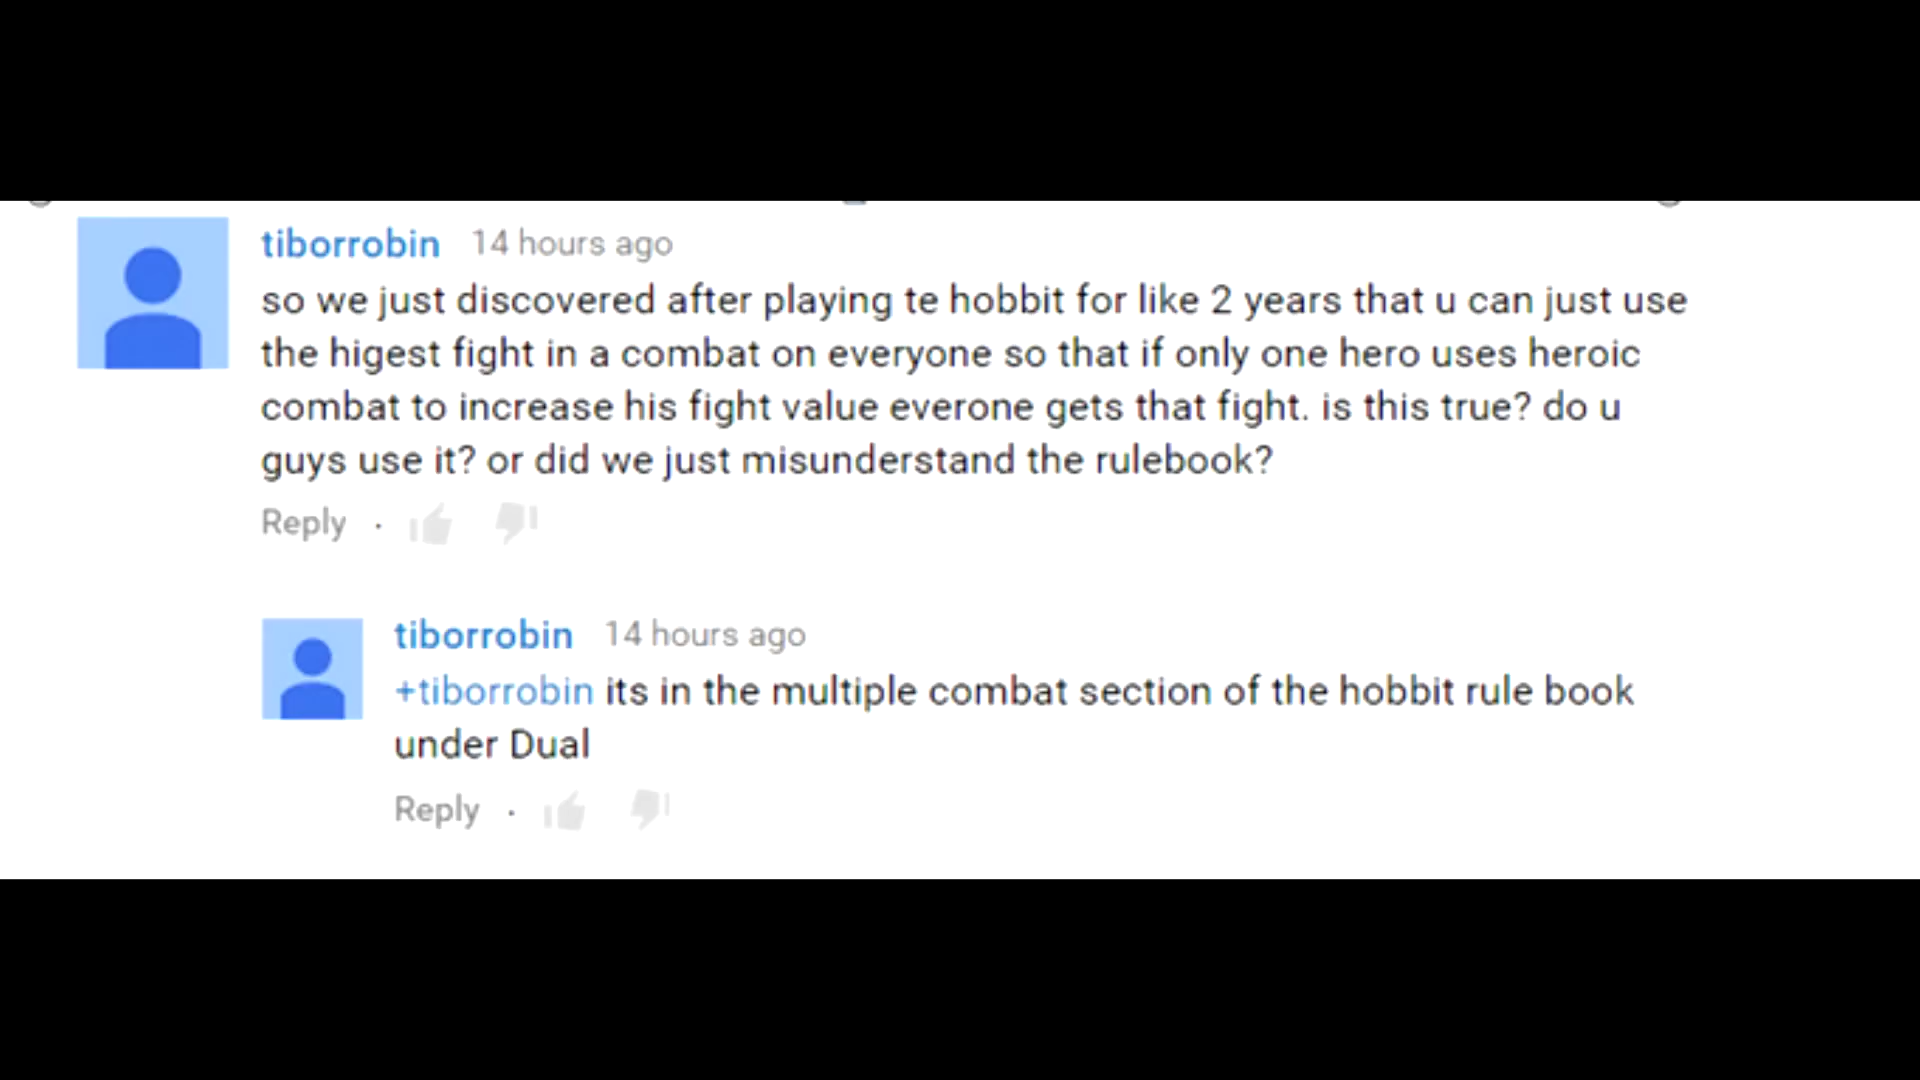 tiborrobin 14 hours ago
so we just discovered after playing te hobbit for like 2 years that u can just use
the higest fight in a combat on everyone so that if only one hero uses heroic
combat to increase his fight value everone gets that fight. is this true? do u
guys use it? or did we just misunderstand the rulebook?
Reply ·
tiborrobin 14 hours ago
+tiborrobin its in the multiple combat section of the hobbit rule book
under Dual
Reply ·